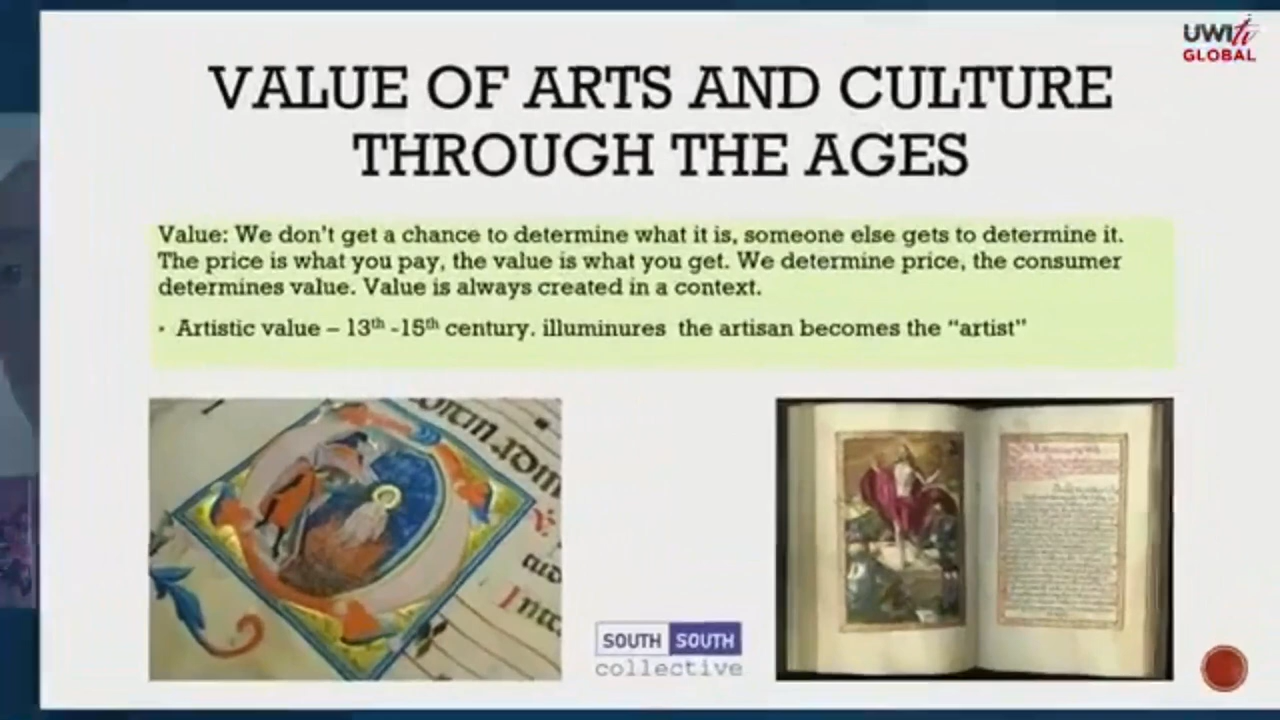 UWItv
GLOBAL
VALUE OF ARTS AND CULTURE
THROUGH THE AGES
Value: We don't get a chance to determine what it is, someone else gets to determine it.
The price is what you pay, the value is what you get. We determine price, the consumer
determines value. Value is always created in a context.
· Artistic value – 13th -15th century. illuminures the artisan becomes the “artist”
SOUTH SOUTH
collective